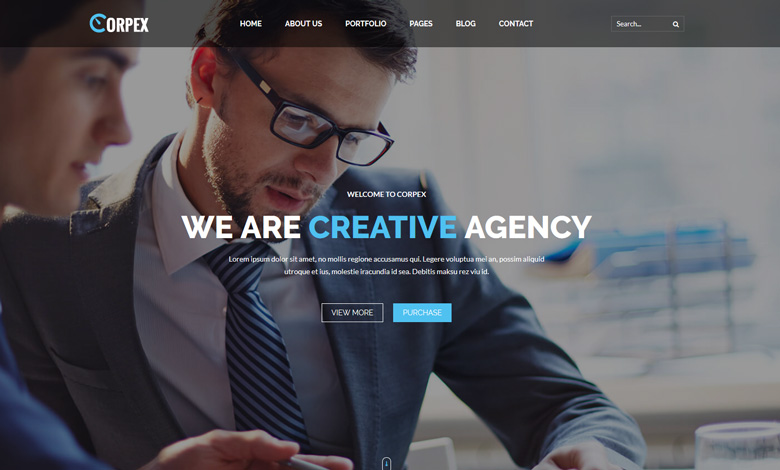 CORPEX
HOME ABOUT US PORTFOLIO PAGES BLOG CONTACT
Search...
WELCOME TO CORPEX
WE ARE CREATIVE AGENCY
Lorem ipsum dolor sit amet, no mollis regione accusamus qui. Legere voluptua mei an, possim aliquid
utroque et ius, molestie iracundia id sea. Debitis maksu rez viu id.
VIEW MORE PURCHASE